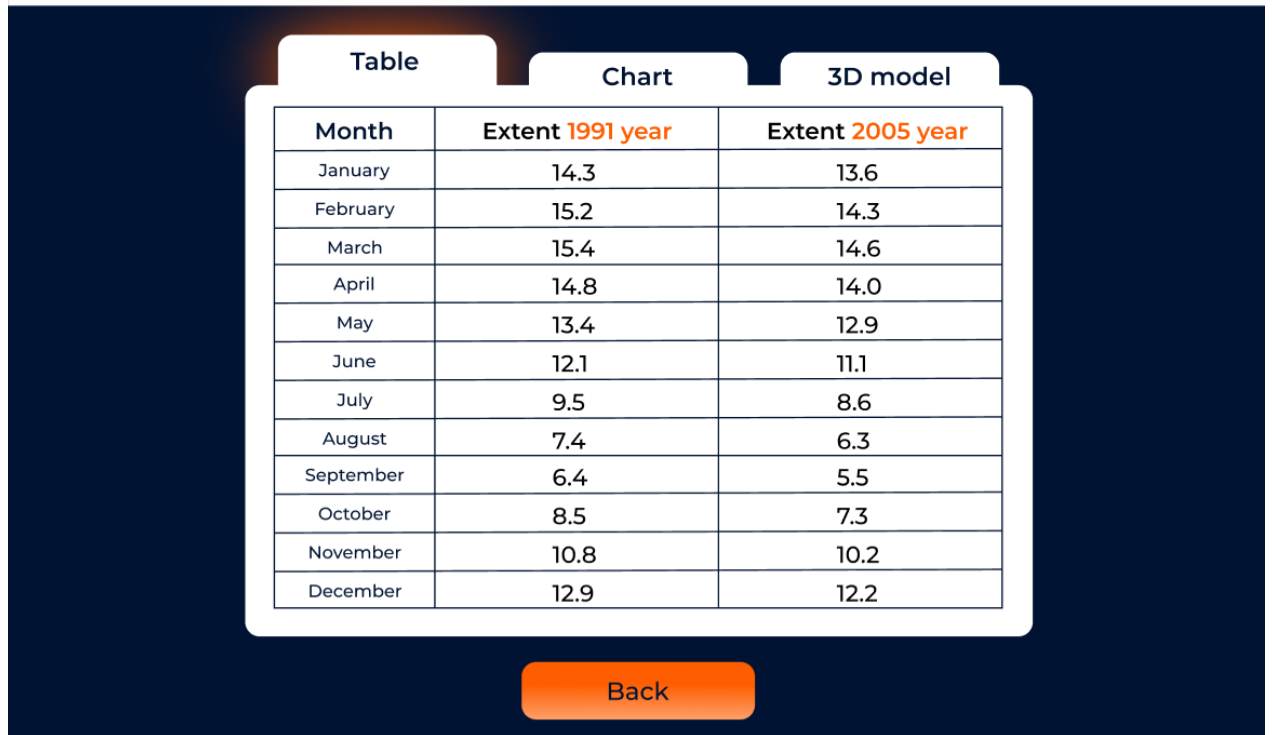 Table
Chart
3D model
Month Extent 1991 year Extent 2005 year
January 14.3 13.6
February 15.2 14.3
March 15.4 14.6
April 14.8 14.0
May 13.4 12.9
June 12.1 11.1
July 9.5 8.6
August 7.4 6.3
September 6.4 5.5
October 8.5 7.3
November 10.8 10.2
December 12.9 12.2
Back